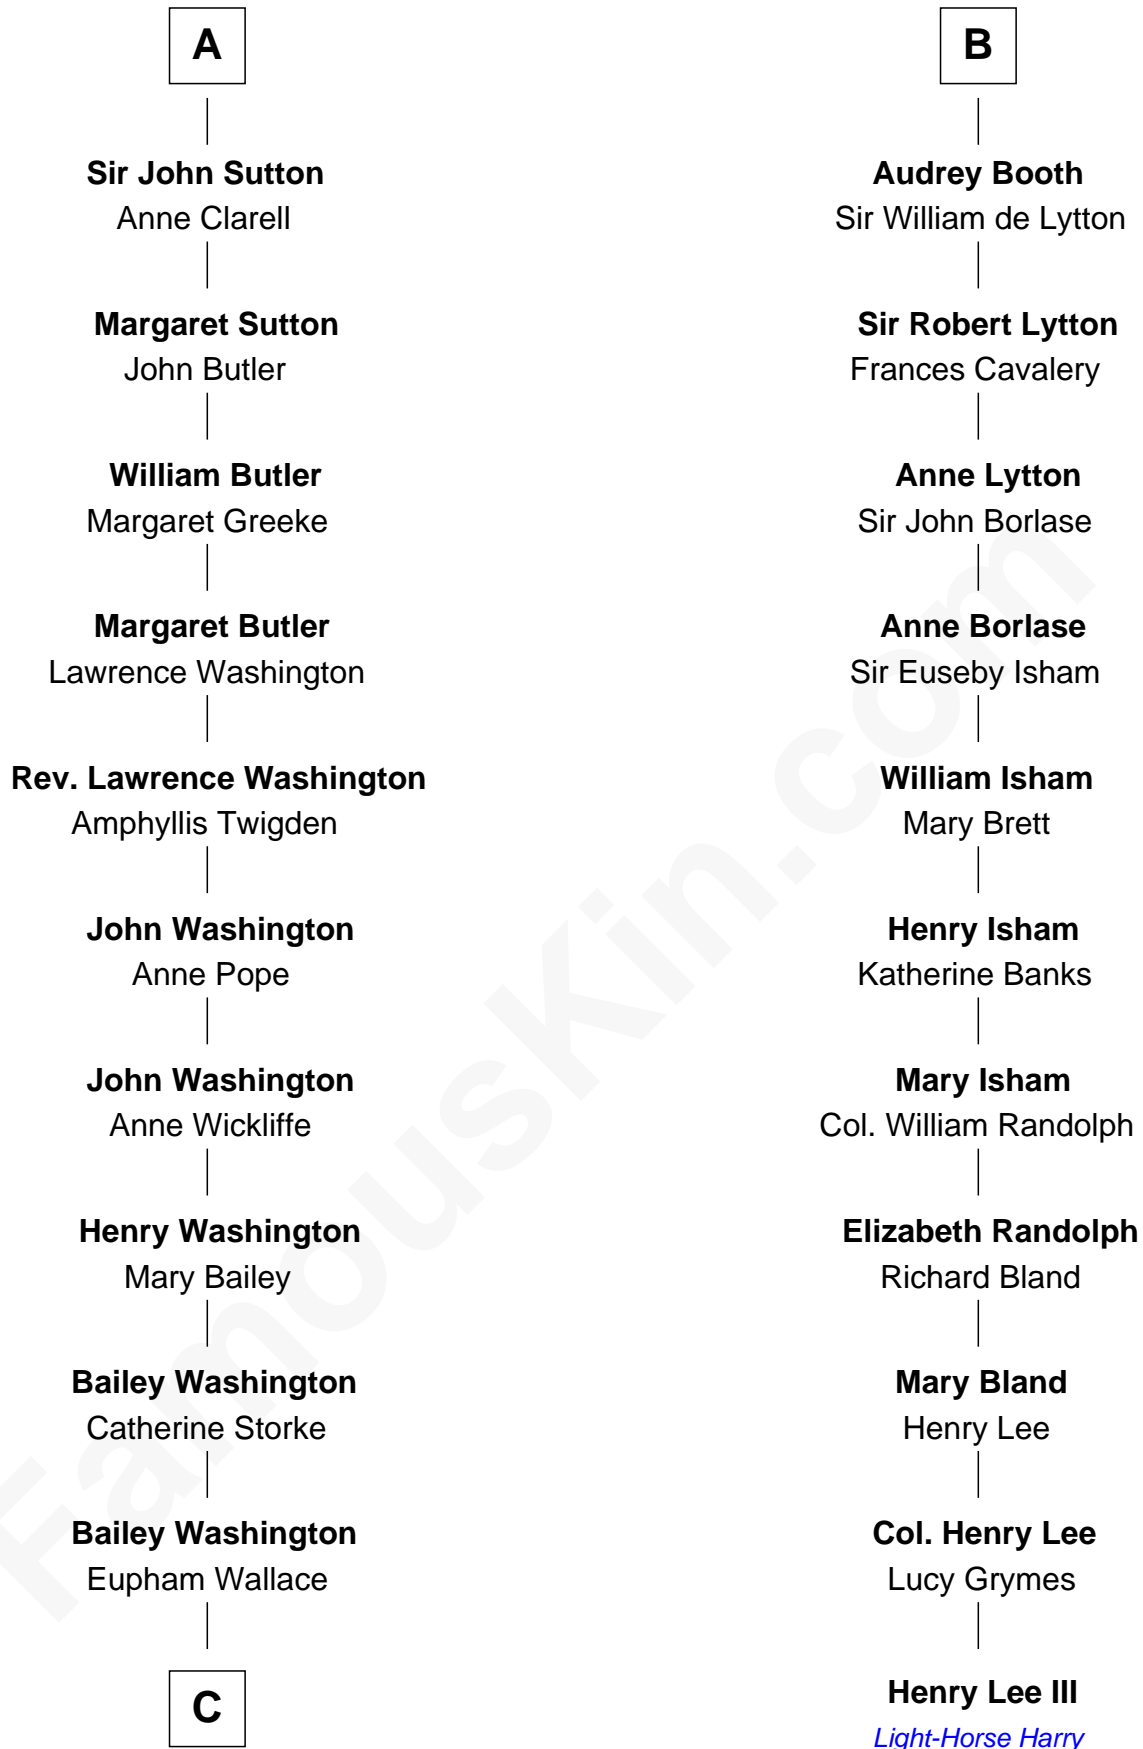 A
Sir John Sutton
Anne Clarell
Margaret Sutton
John Butler
William Butler
Margaret Greeke
Margaret Butler
Lawrence Washington
Rev. Lawrence Washington
Amphyllis Twigden
John Washington
Anne Pope
John Washington
Anne Wickliffe
Henry Washington
Mary Bailey
Bailey Washington
Catherine Storke
Bailey Washington
Eupham Wallace
C
B
Audrey Booth
Sir William de Lytton
Sir Robert Lytton
Frances Cavalery
Anne Lytton
Sir John Borlase
Anne Borlase
Sir Euseby Isham
William Isham
Mary Brett
Henry Isham
Katherine Banks
Mary Isham
Col. William Randolph
Elizabeth Randolph
Richard Bland
Mary Bland
Henry Lee
Col. Henry Lee
Lucy Grymes
Henry Lee III
Light-Horse Harry
FamousKin.com